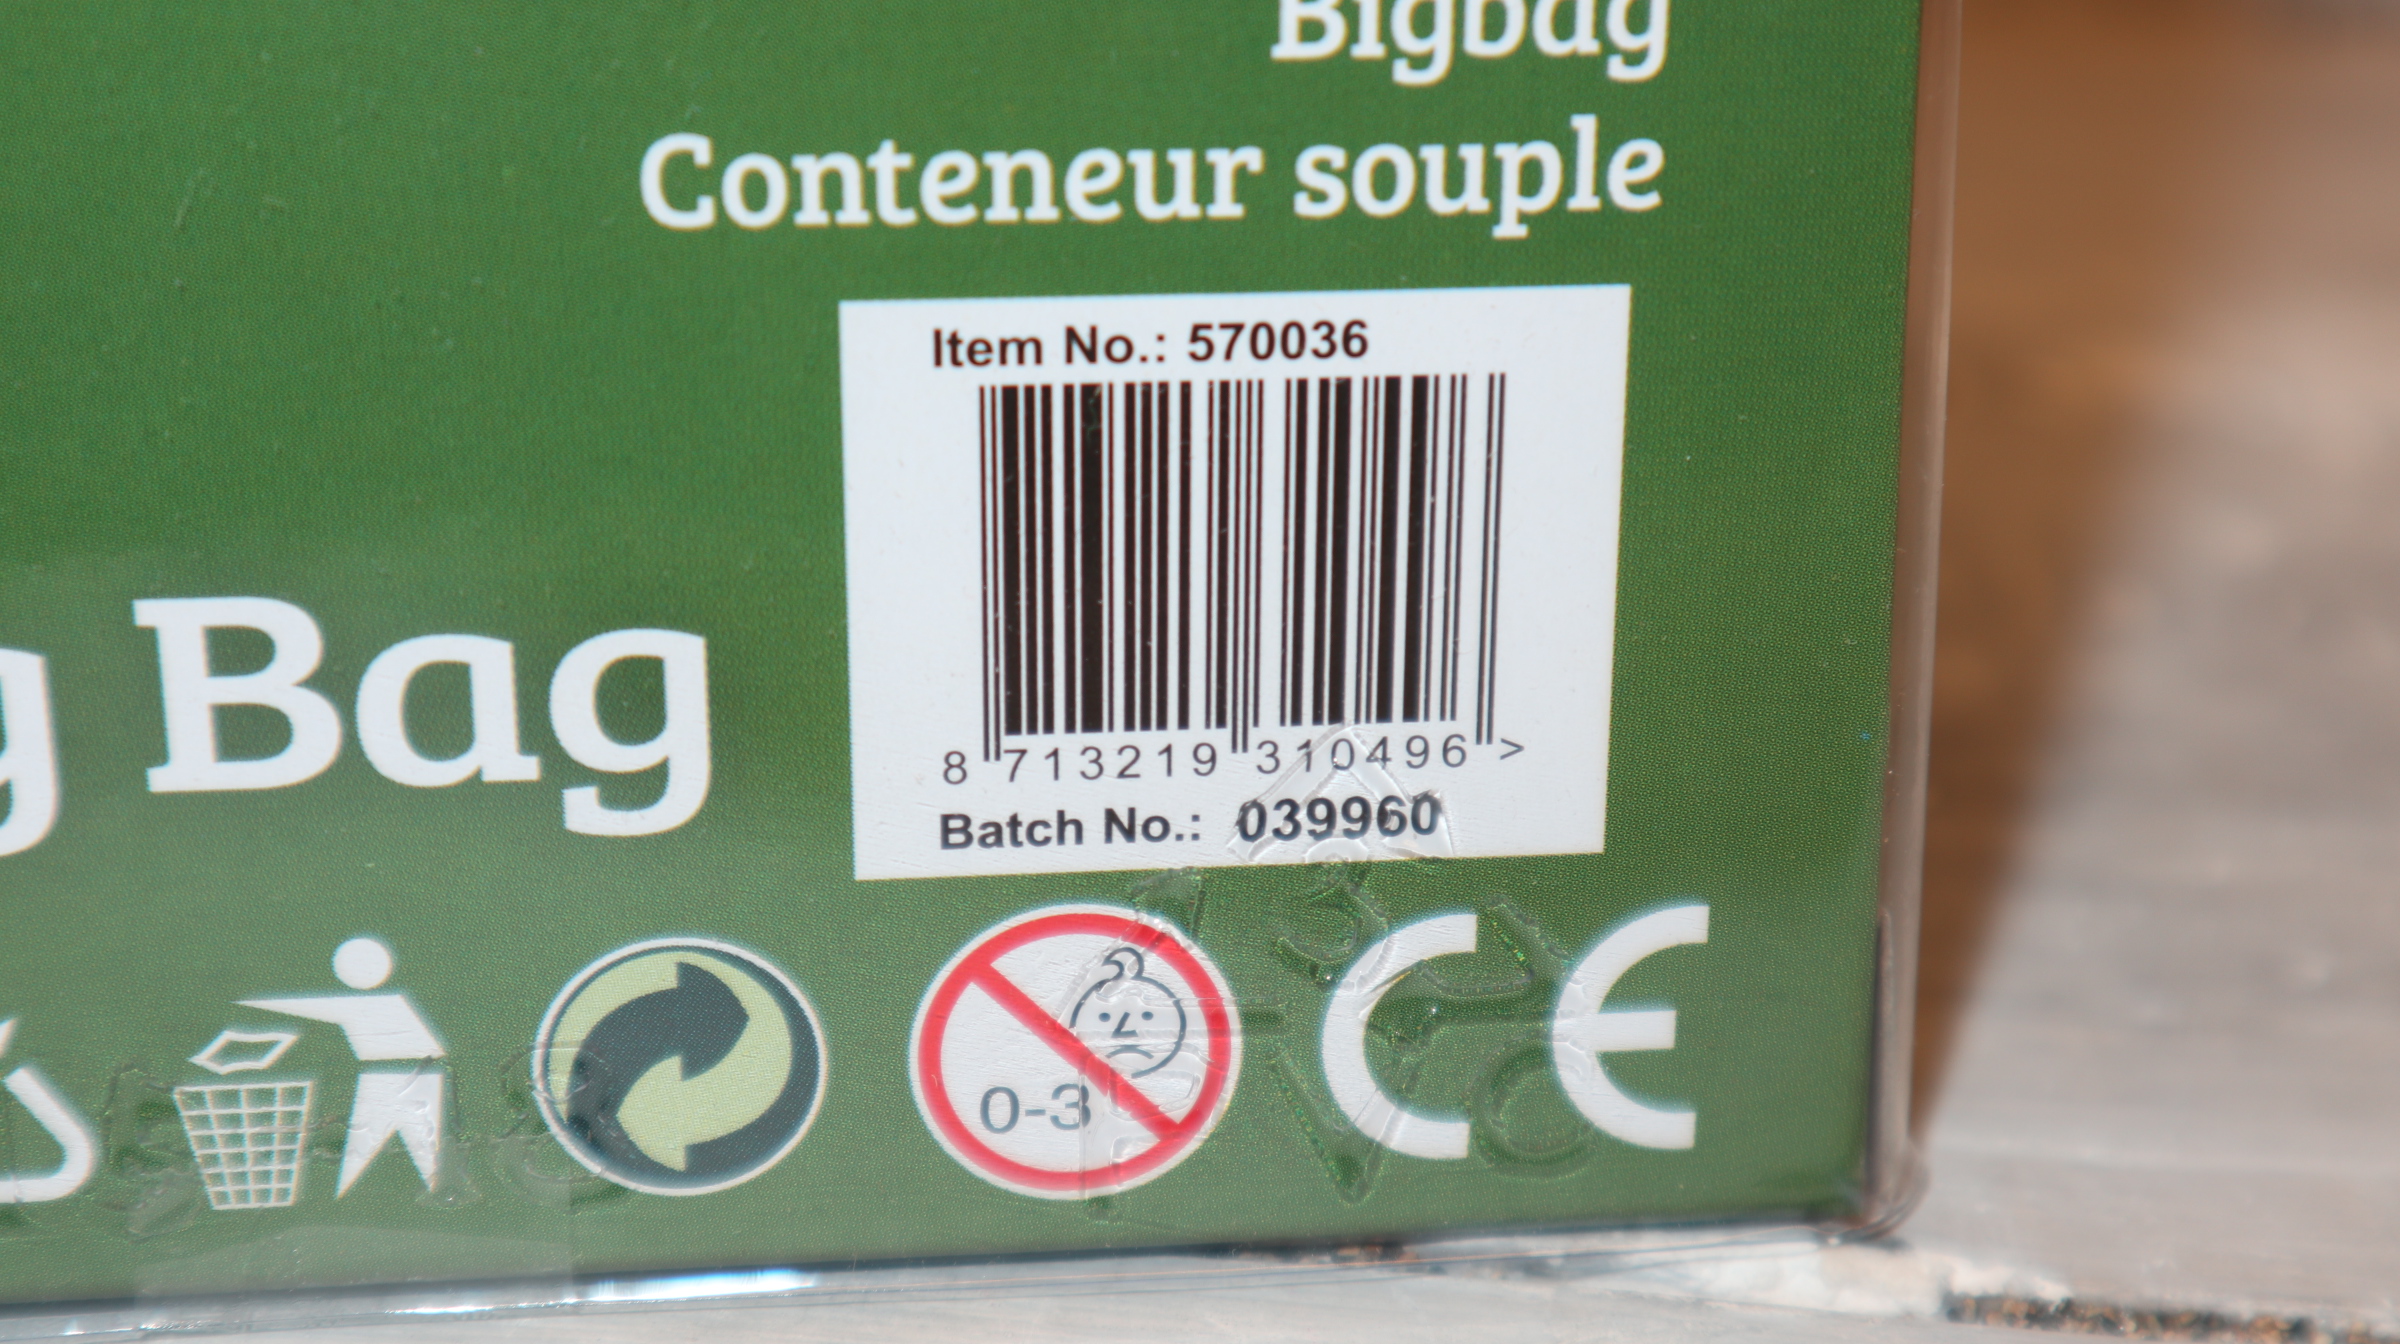 Bigbag
Conteneur souple
Item No.: 570036
8 713219 310496 >
Batch No.: 039960
Bag
0-3
CE